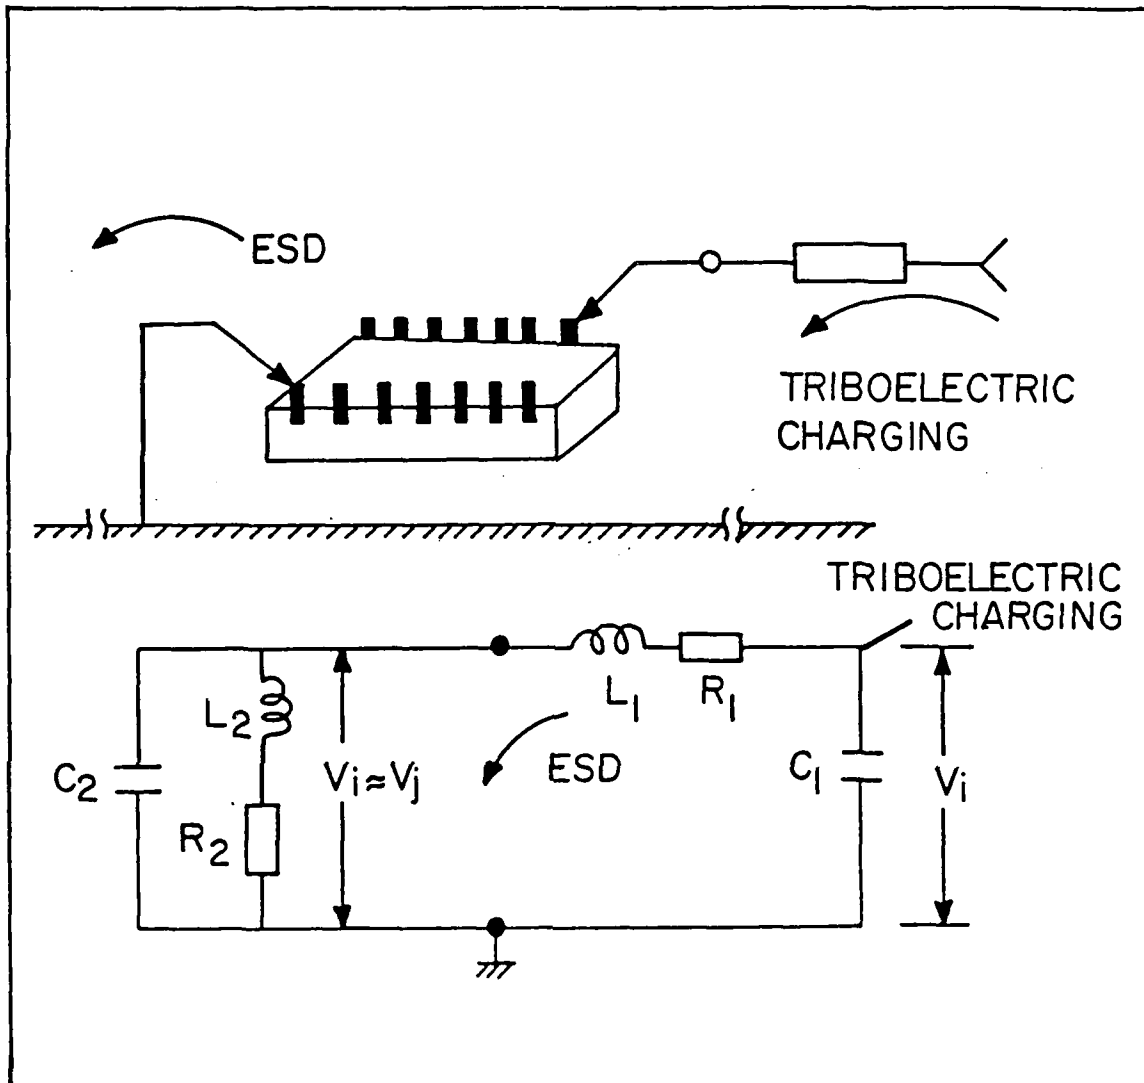 ESD
TRIBOELECTRIC
CHARGING
TRIBOELECTRIC
CHARGING
L1
R1
L2
C2
Vi≈Vj
ESD
C1
Vi
R2